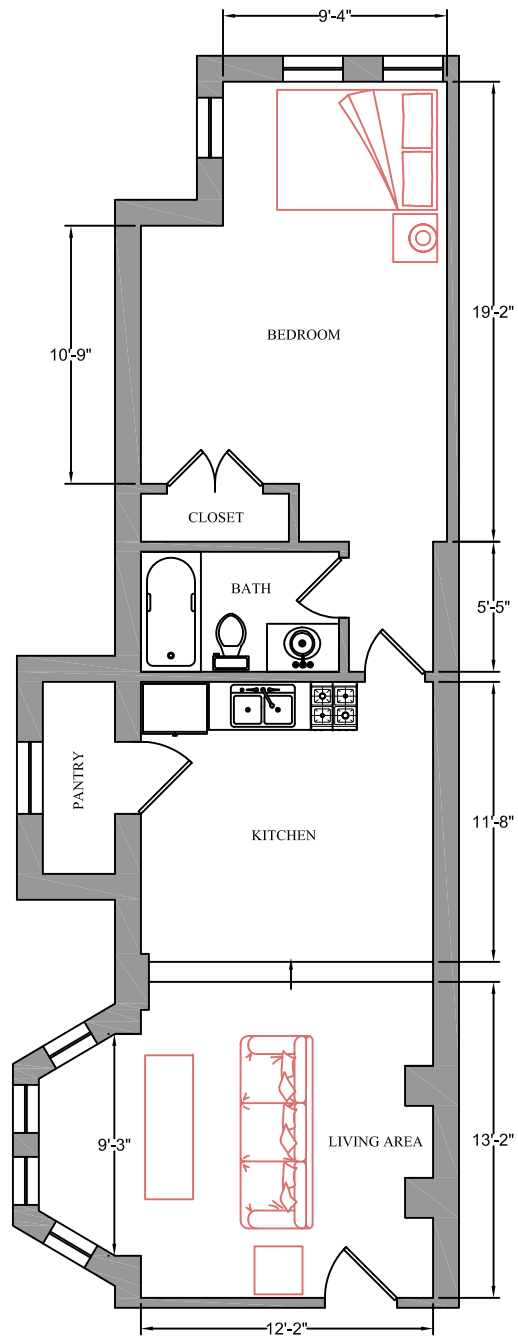 9'-4"
19'-2"
BEDROOM
10'-9"
CLOSET
BATH
5'-5"
PANTRY
KITCHEN
11'-8"
9'-3"
LIVING AREA
13'-2"
12'-2"